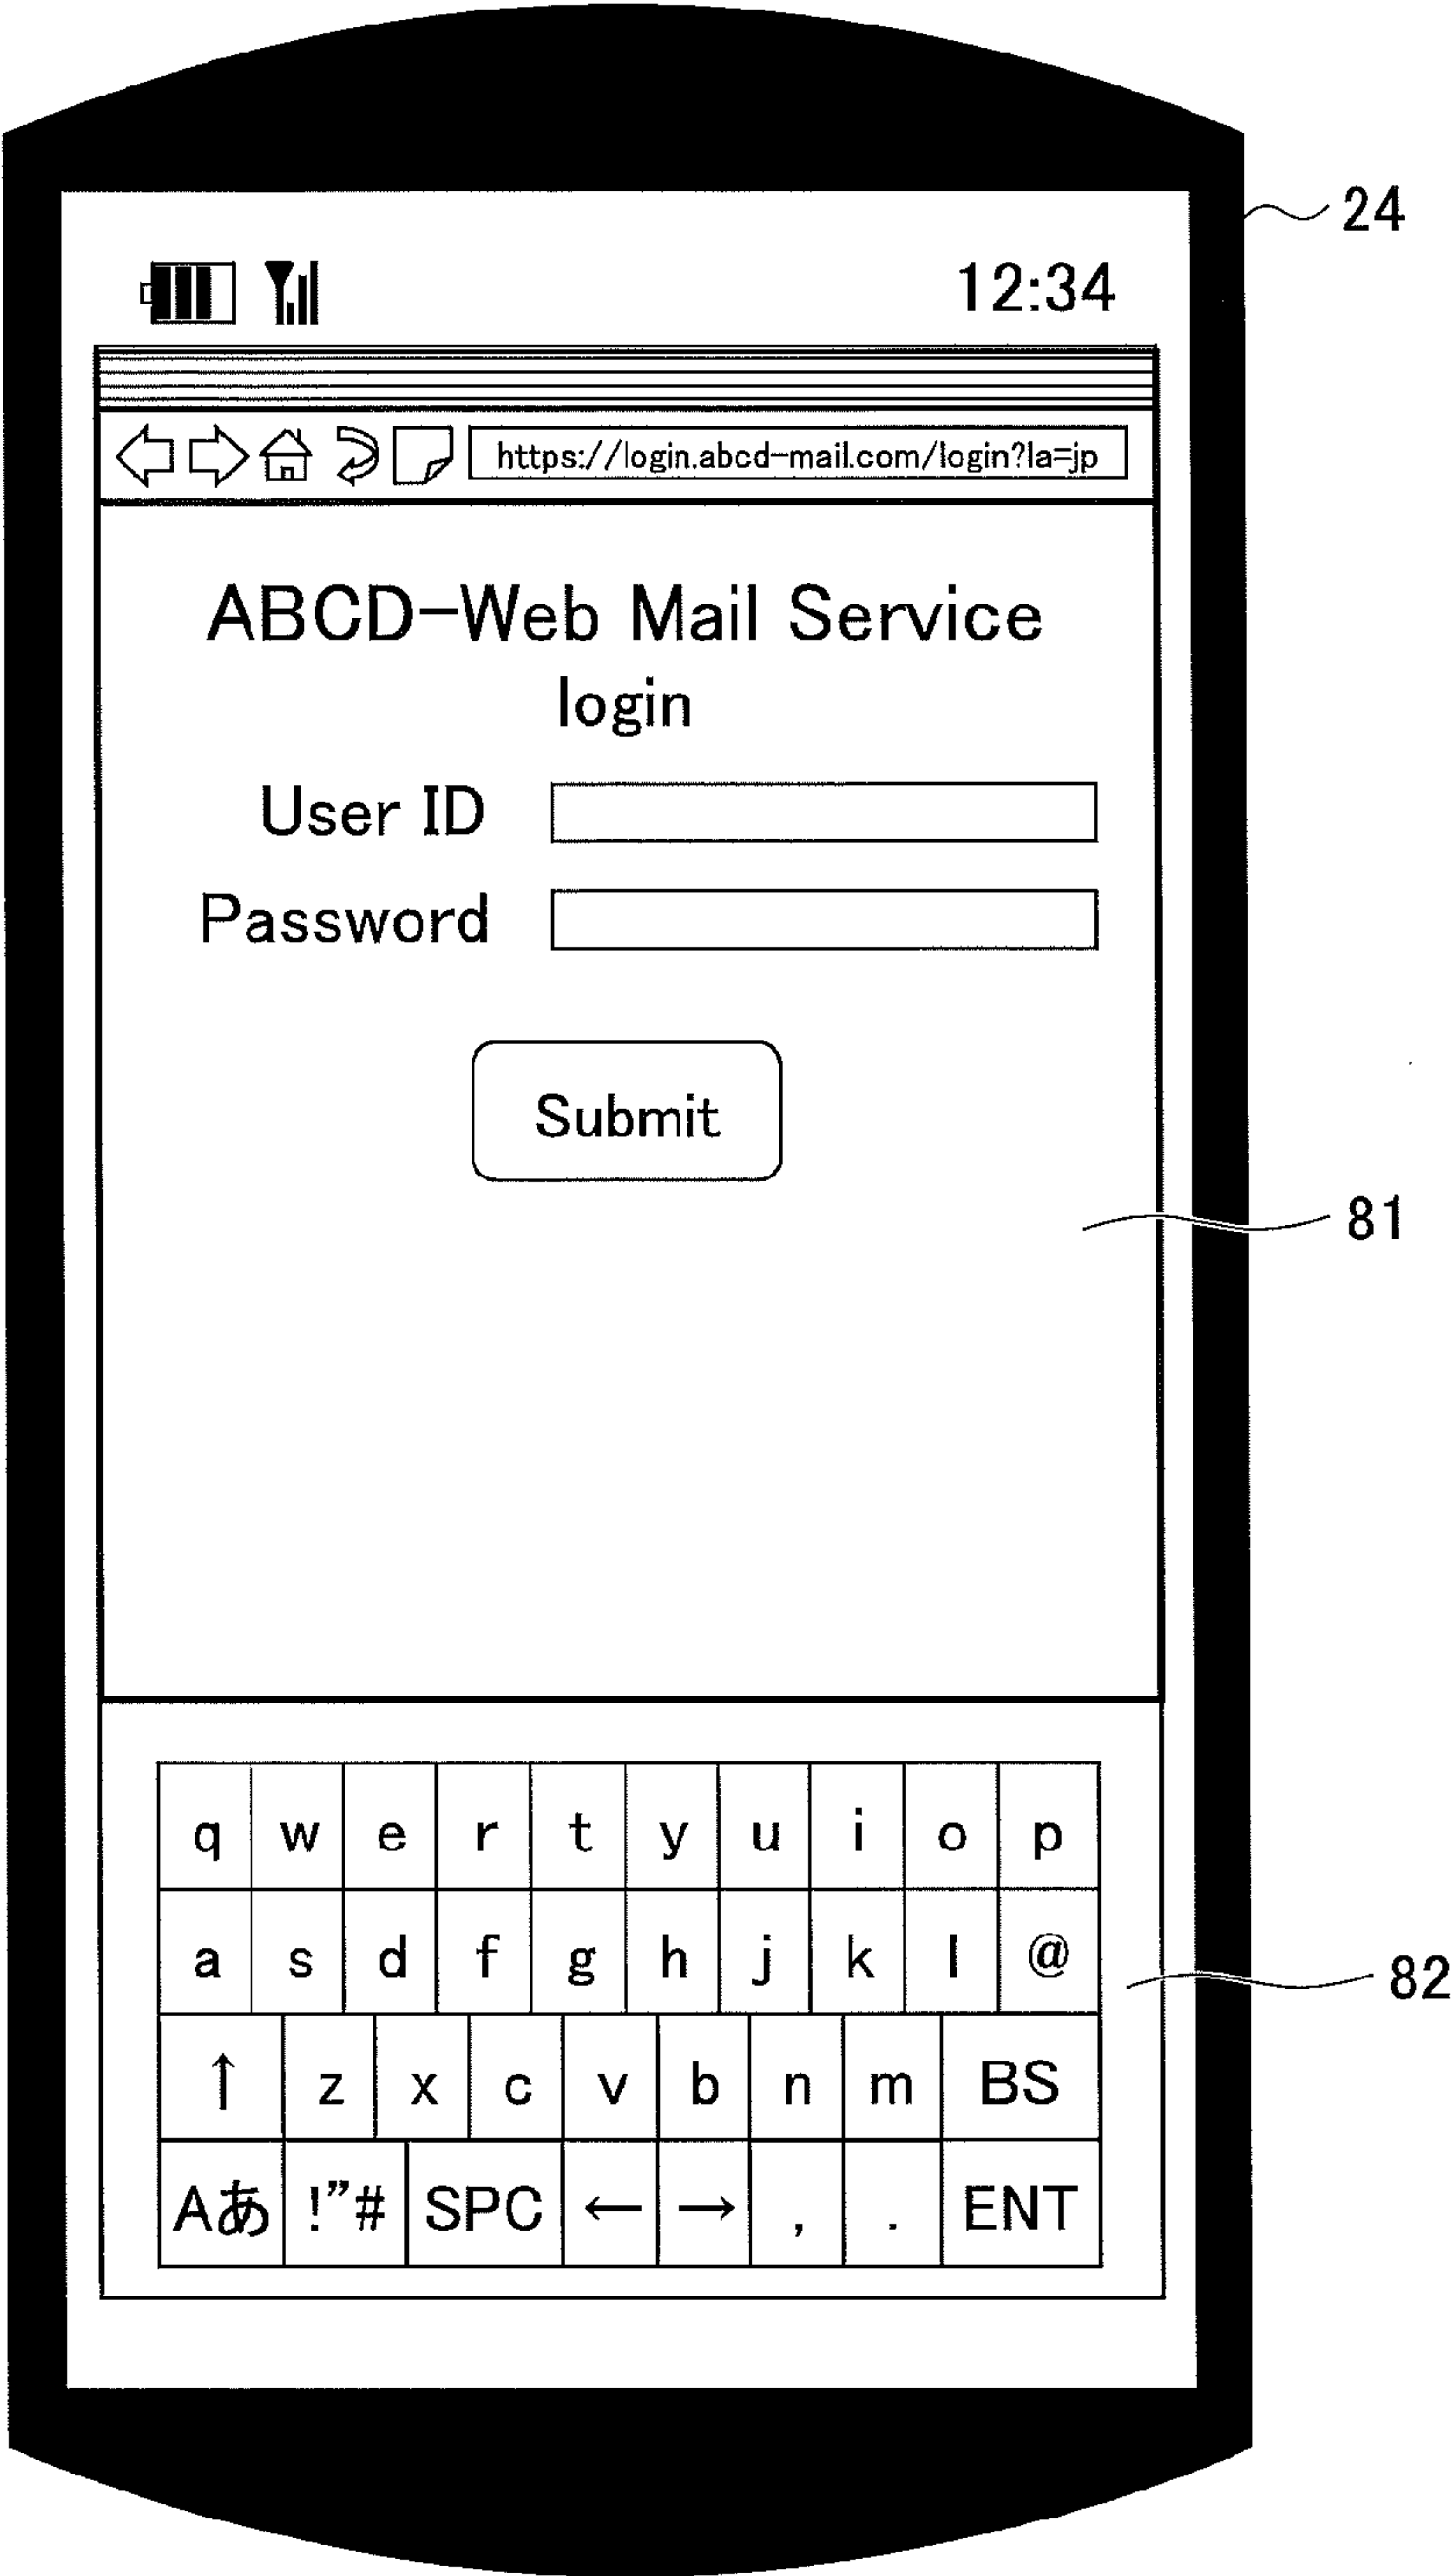 24
12:34
https://login.abcd-mail.com/login?la=jp
ABCD-Web Mail Service
login
User ID
Password
Submit
81
q w e r t y u i o p
a s d f g h j k l @
82
↑ z x c v b n m BS
Aあ !”# SPC ← → , . ENT